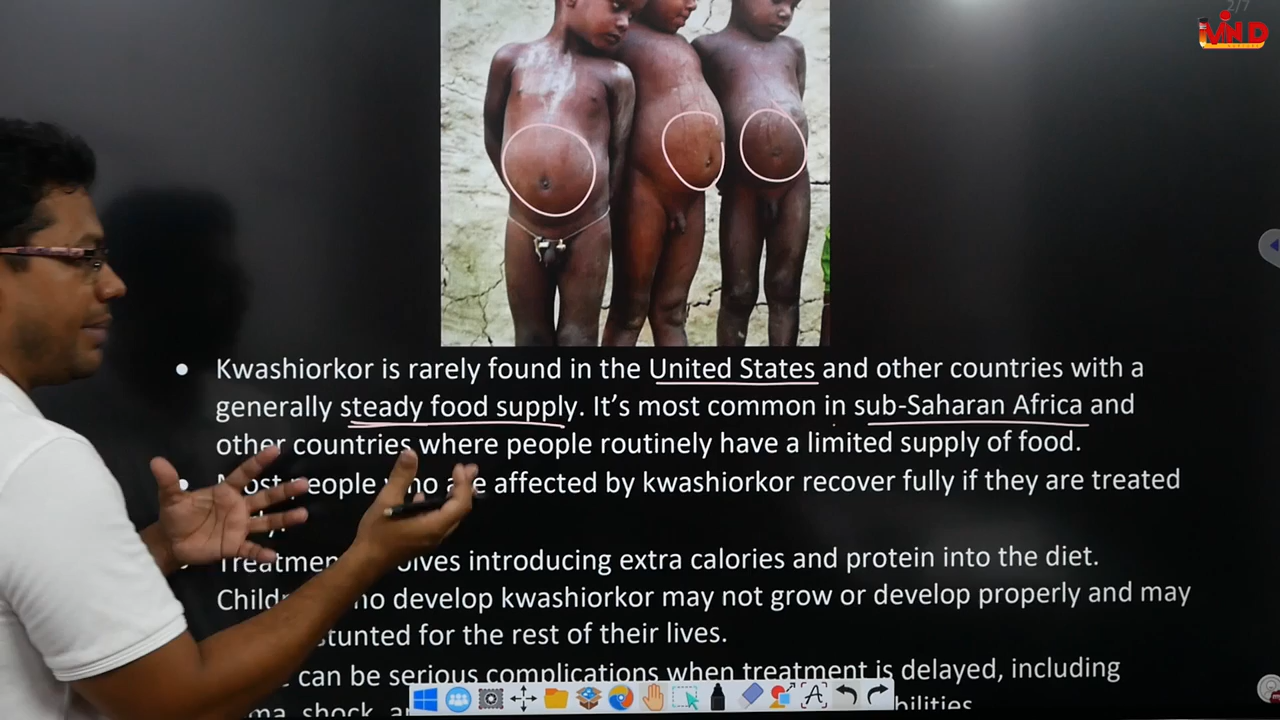 2/7
MIND
Kwashiorkor is rarely found in the United States and other countries with a
generally steady food supply. It's most common in sub-Saharan Africa and
other countries where people routinely have a limited supply of food.
people affected by kwashiorkor recover fully if they are treated
introducing extra calories and protein into the diet.
develop kwashiorkor may not grow or develop properly and may
stunted for the rest of their lives.
can be serious complications when treatment is delayed, including
shock